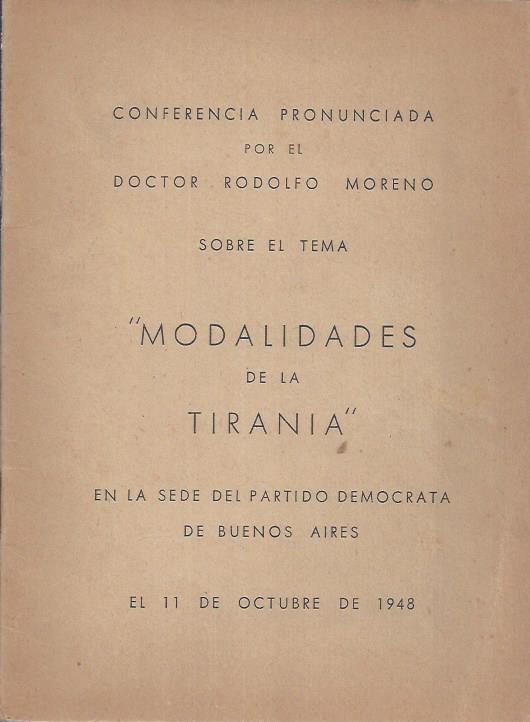 CONFERENCIA PRONUNCIADA
POR EL
DOCTOR RODOLFO MORENO
SOBRE EL TEMA
"MODALIDADES
DE LA
TIRANIA"
EN LA SEDE DEL PARTIDO DEMOCRATA
DE BUENOS AIRES
EL 11 DE OCTUBRE DE 1948